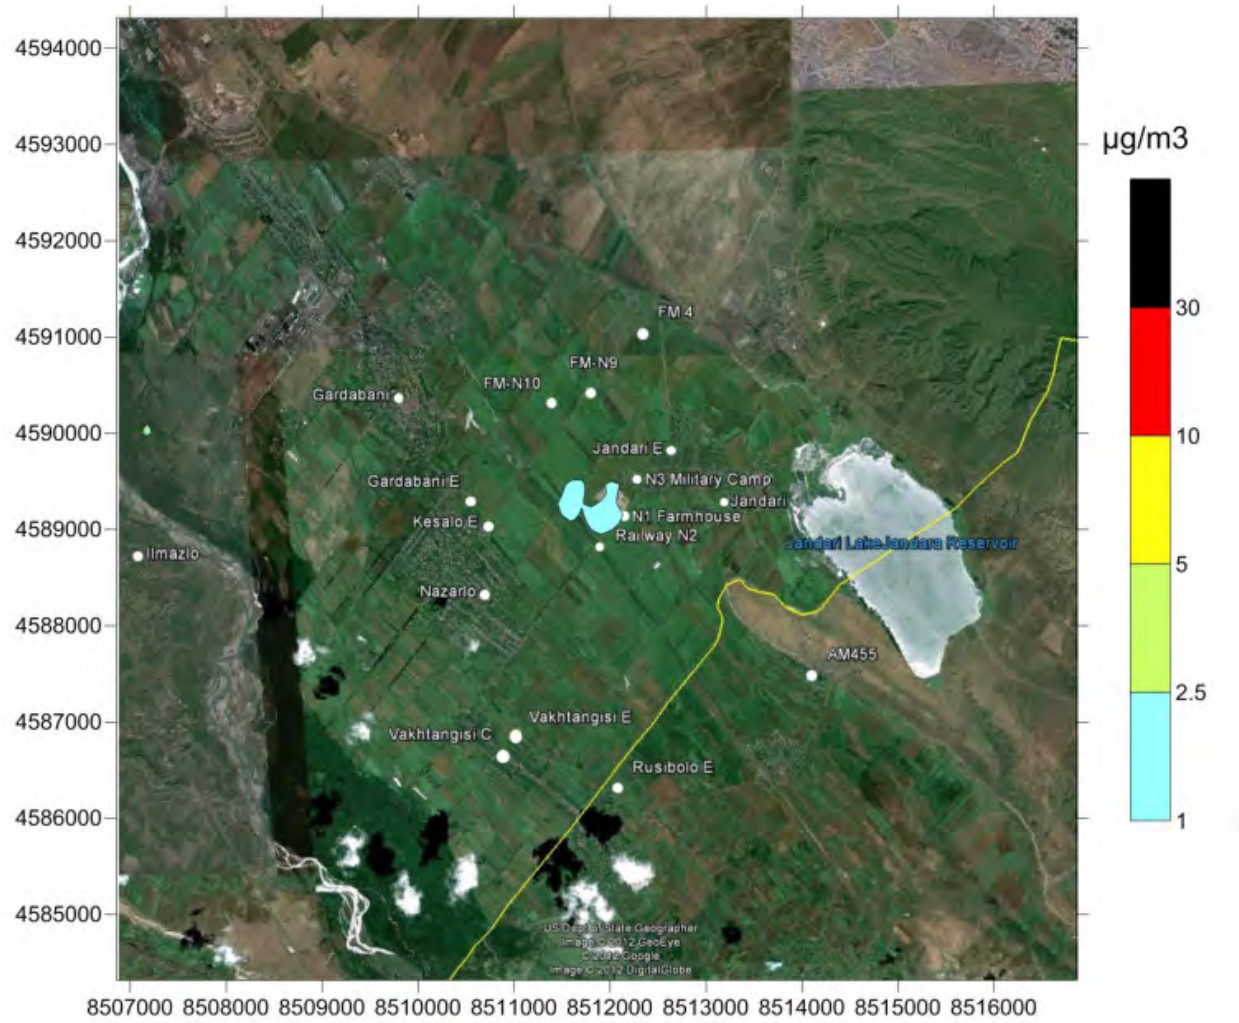 4594000
4593000
4592000
4591000
4590000
4589000
4588000
4587000
4586000
4585000
8507000 8508000 8509000 8510000 8511000 8512000 8513000 8514000 8515000 8516000
µg/m3
30
10
5
2.5
1
FM 4
FM-N9
FM-N10
Gardabani
Jandari E
N3 Military Camp
Gardabani E
Jandari
N1 Farmhouse
Kesalo E
Railway N2
Jandari LakeJandara Reservoir
Ilmazlo
Nazarlo
AM455
Vakhtangisi E
Vakhtangisi C
Rusibolo E
US Dept of State Geographer
Image © 2012 GeoEye
© 2012 Google
Image © 2012 DigitalGlobe